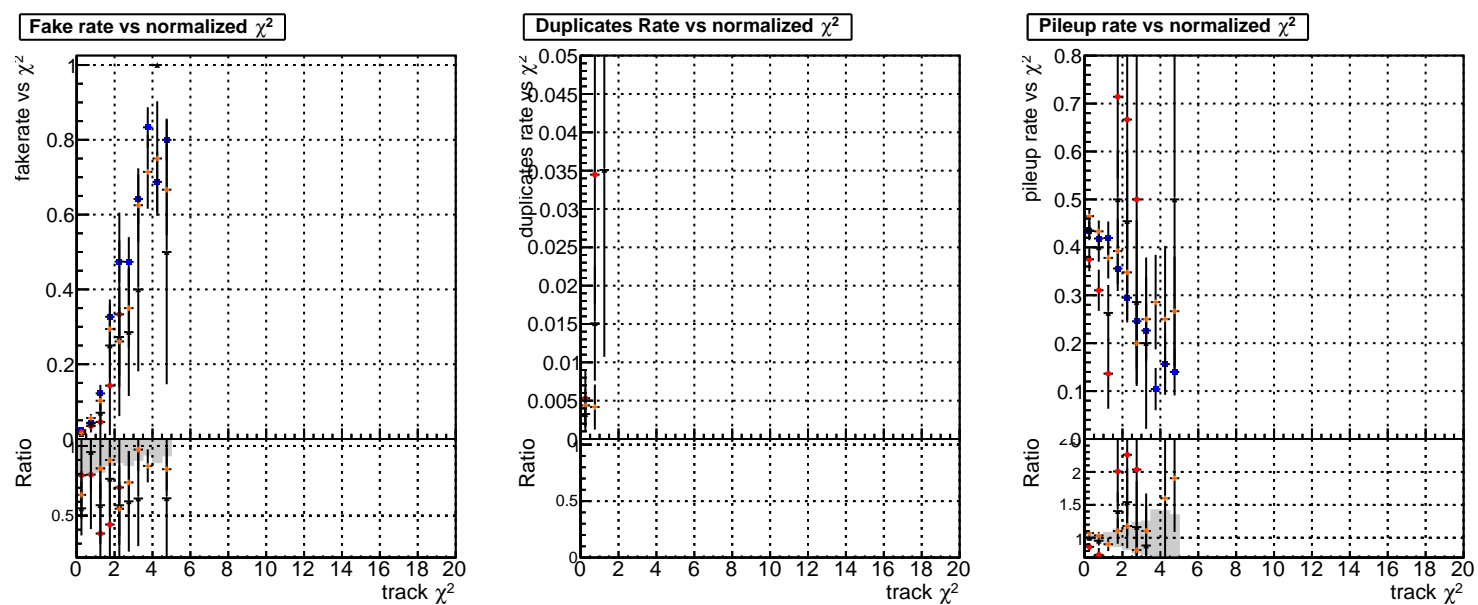 Fake rate vs normalized χ²
fakerate vs χ²
1
0.8
0.6
0.4
0.2
0
Ratio
1
0.5
0 2 4 6 8 10 12 14 16 18 20
track χ²
Duplicates Rate vs normalized χ²
duplicates rate vs χ²
0.05
0.045
0.04
0.035
0.03
0.025
0.02
0.015
0.01
0.005
0
Ratio
1
0.5
0
0 2 4 6 8 10 12 14 16 18 20
track χ²
Pileup rate vs normalized χ²
pileup rate vs χ²
0.8
0.7
0.6
0.5
0.4
0.3
0.2
0.1
0
Ratio
2
1.5
1
0 2 4 6 8 10 12 14 16 18 20
track χ²